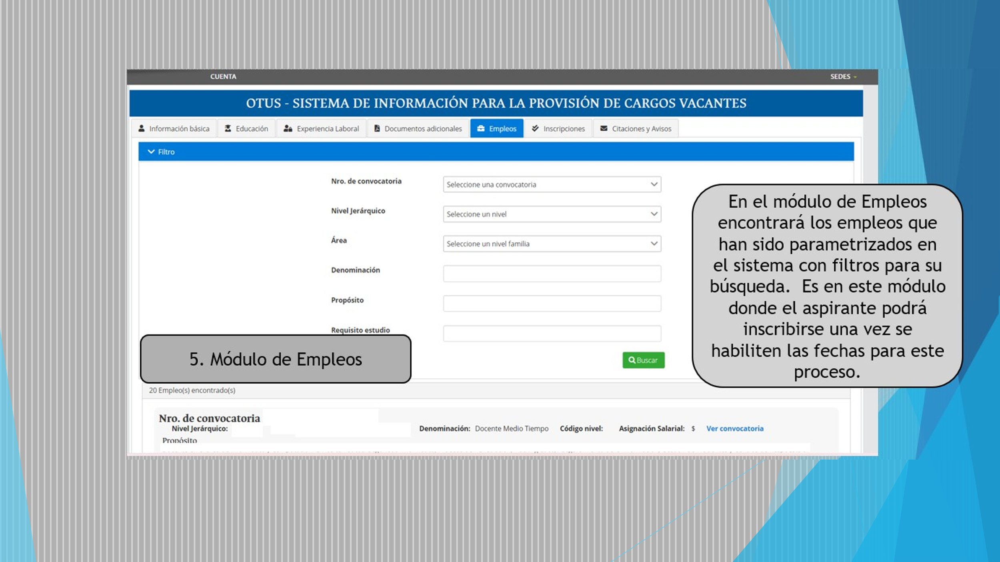 CUENTA
SEDES
OTUS - SISTEMA DE INFORMACIÓN PARA LA PROVISIÓN DE CARGOS VACANTES
Información básica
Educación
Experiencia Laboral
Documentos adicionales
Empleos
Inscripciones
Citaciones y Avisos
Filtro
Nro. de convocatoria
Seleccione una convocatoria
Nivel Jerárquico
Seleccione un nivel
Área
Seleccione un nivel familia
Denominación
Propósito
Requisito estudio
Buscar
5. Módulo de Empleos
En el módulo de Empleos
encontrará los empleos que
han sido parametrizados en
el sistema con filtros para su
búsqueda. Es en este módulo
donde el aspirante podrá
inscribirse una vez se
habiliten las fechas para este
proceso.
20 Empleo(s) encontrado(s)
Nro. de convocatoria
Nivel Jerárquico:
Denominación: Docente Medio Tiempo
Código nivel:
Asignación Salarial: $
Ver convocatoria
Propósito